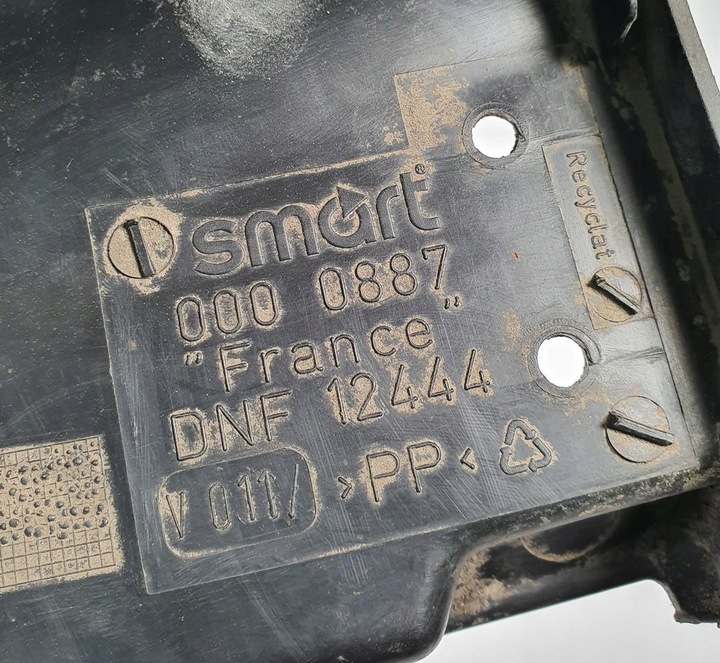 smart®
000 0887
"France"
DNF 12444
V 011/
>PP<
Recyclat